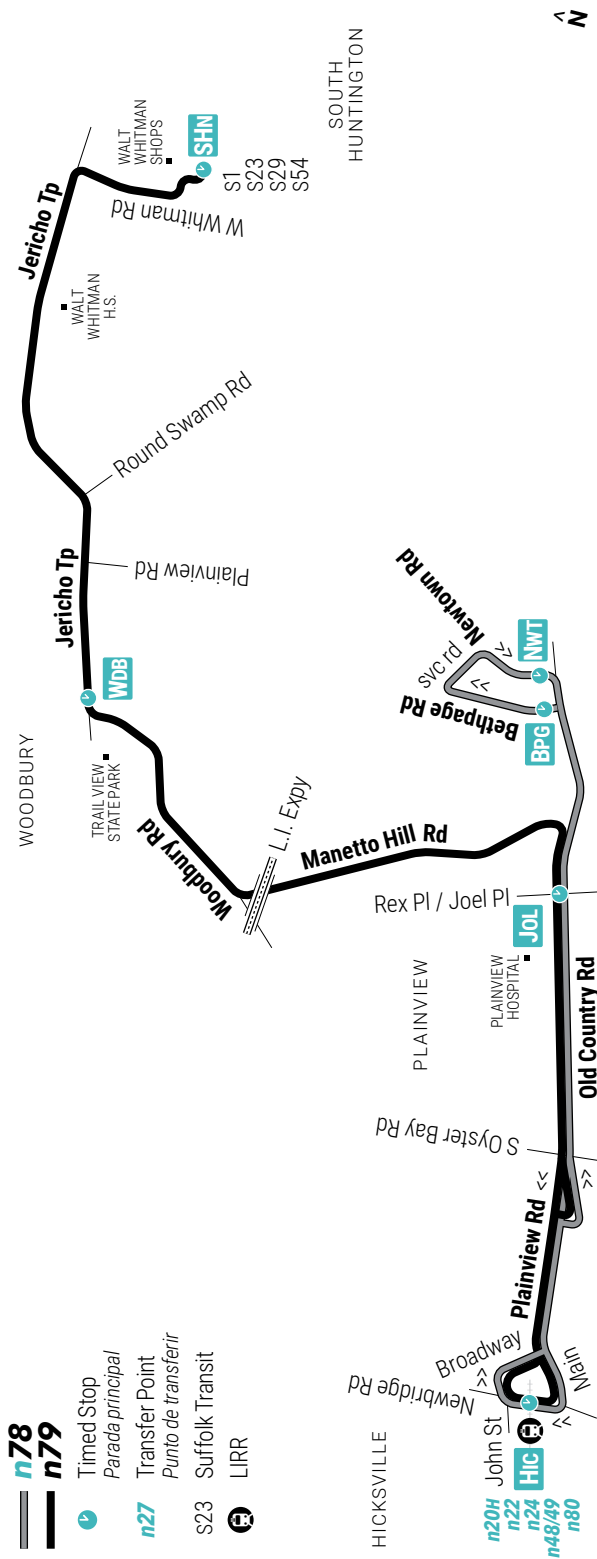 n78
n79
Timed Stop
Parada principal
n27
Transfer Point
Punto de transferir
S23
Suffolk Transit
LIRR
HICKSVILLE
n20H
n22
n24
n48/49
n80
John St
HIC
Newbridge Rd
Broadway
Main
<<
>>
Plainview Rd
<<
>>
S Oyster Bay Rd
Old Country Rd
PLAINVIEW
PLAINVIEW
HOSPITAL
JOL
Rex Pl / Joel Pl
Manetto Hill Rd
L.I. Expy
Woodbury Rd
BPG
Bethpage Rd
<<
svc rd
NWT
Newtown Rd
>>
WOODBURY
TRAIL VIEW
STATE PARK
WDB
Jericho Tp
Plainview Rd
Round Swamp Rd
WALT
WHITMAN
H.S.
Jericho Tp
W Whitman Rd
WALT
WHITMAN
SHOPS
SHN
S1
S23
S29
S54
SOUTH
HUNTINGTON
N